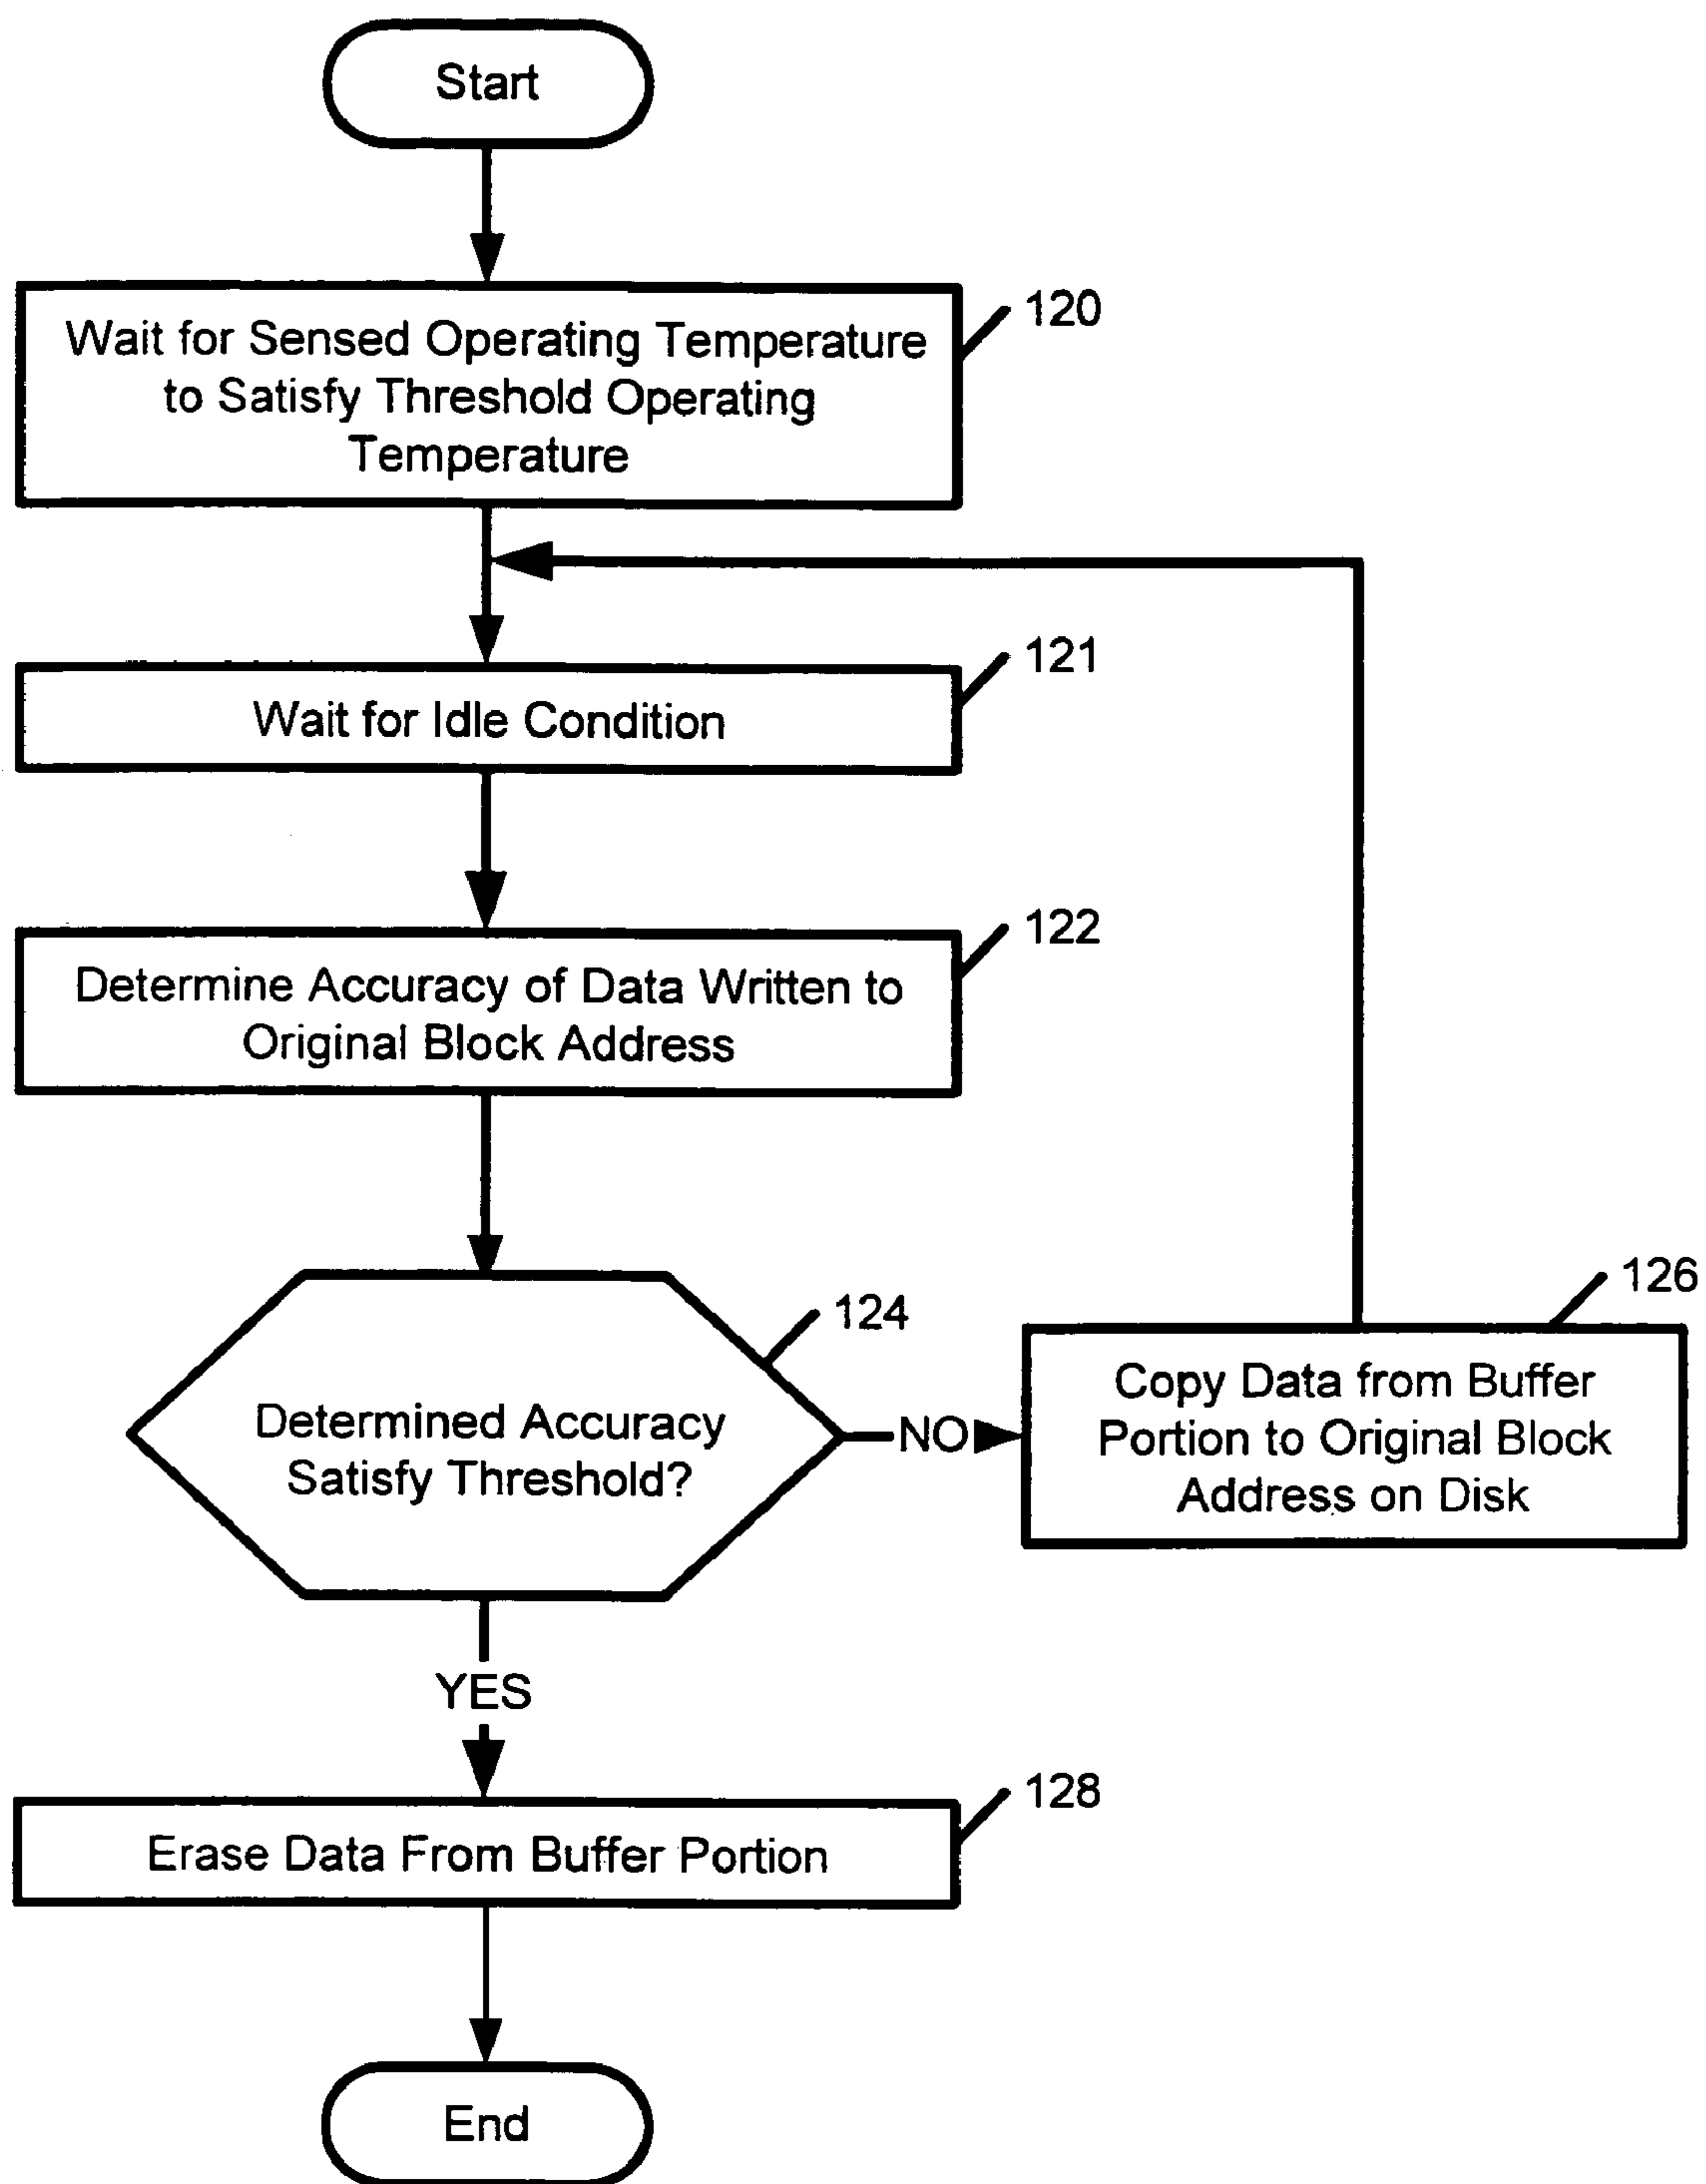 Start
Wait for Sensed Operating Temperature
to Satisfy Threshold Operating
Temperature
120
Wait for Idle Condition
121
Determine Accuracy of Data Written to
Original Block Address
122
Determined Accuracy
Satisfy Threshold?
124
NO
Copy Data from Buffer
Portion to Original Block
Address on Disk
126
YES
Erase Data From Buffer Portion
128
End